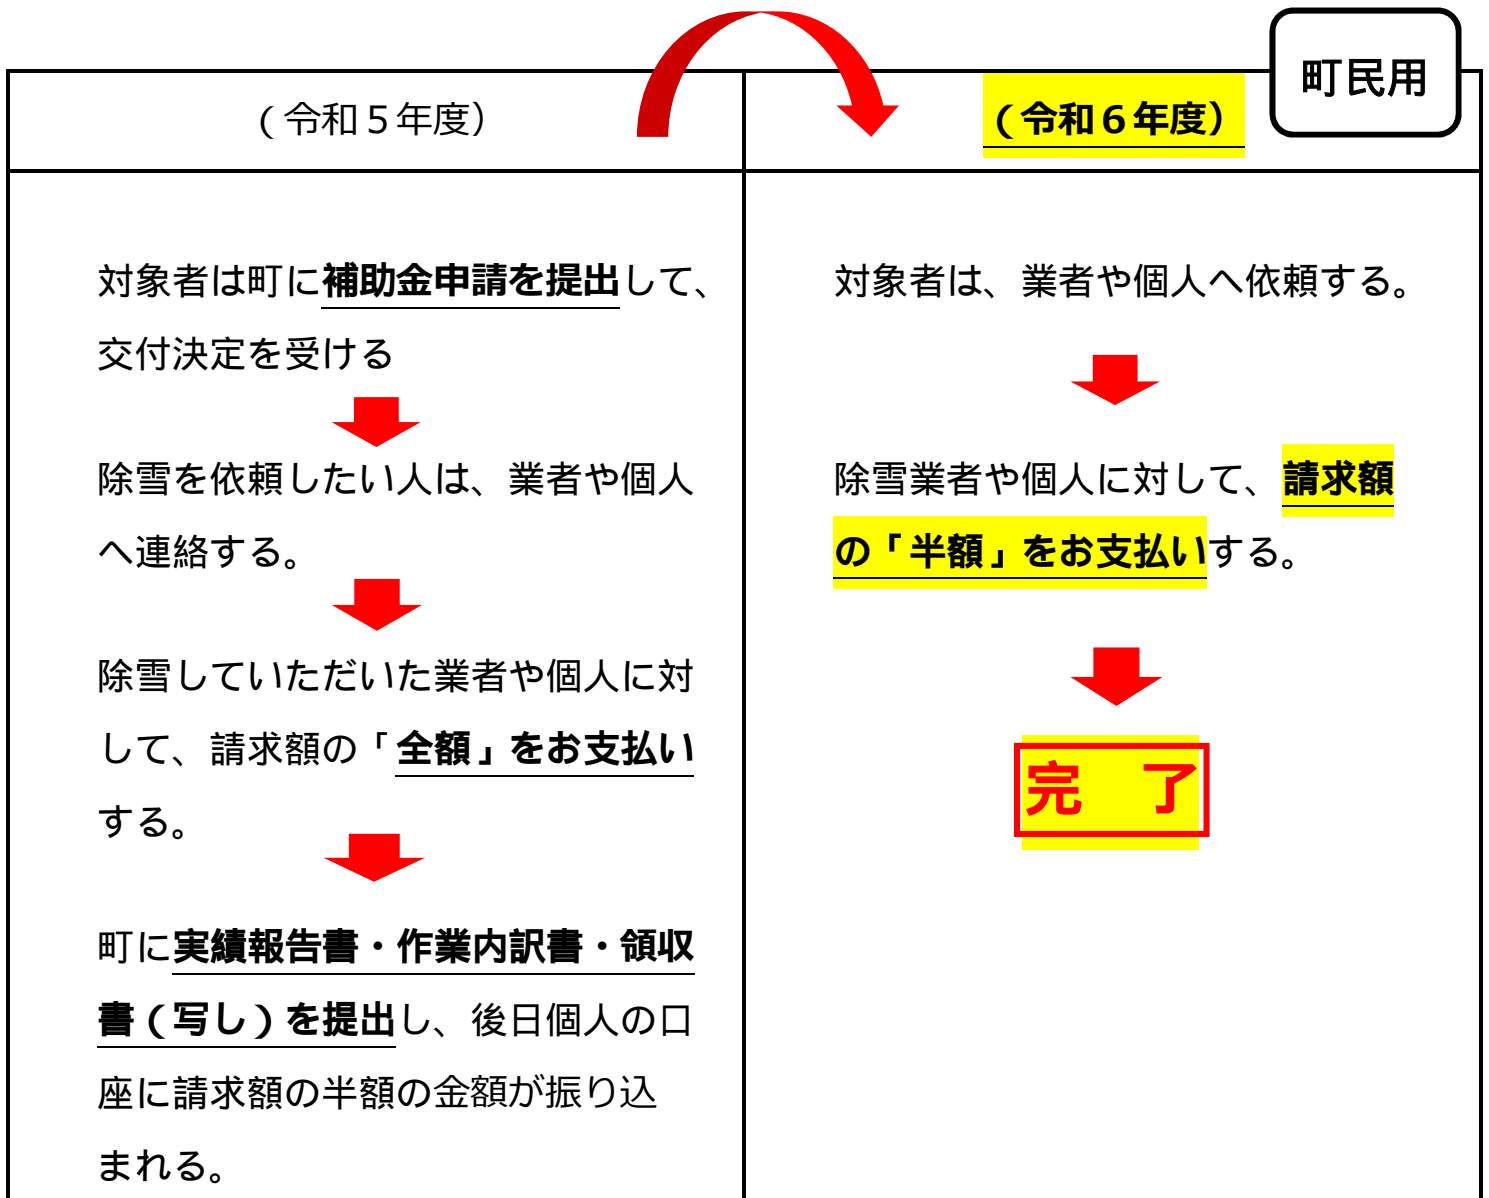 町民用
（令和５年度）
（令和６年度）
対象者は町に補助金申請を提出して、
交付決定を受ける
除雪を依頼したい人は、業者や個人
へ連絡する。
除雪していただいた業者や個人に対
して、請求額の「全額」をお支払い
する。
町に実績報告書・作業内訳書・領収
書（写し）を提出し、後日個人の口
座に請求額の半額の金額が振り込
まれる。
対象者は、業者や個人へ依頼する。
除雪業者や個人に対して、請求額
の「半額」をお支払いする。
完　了